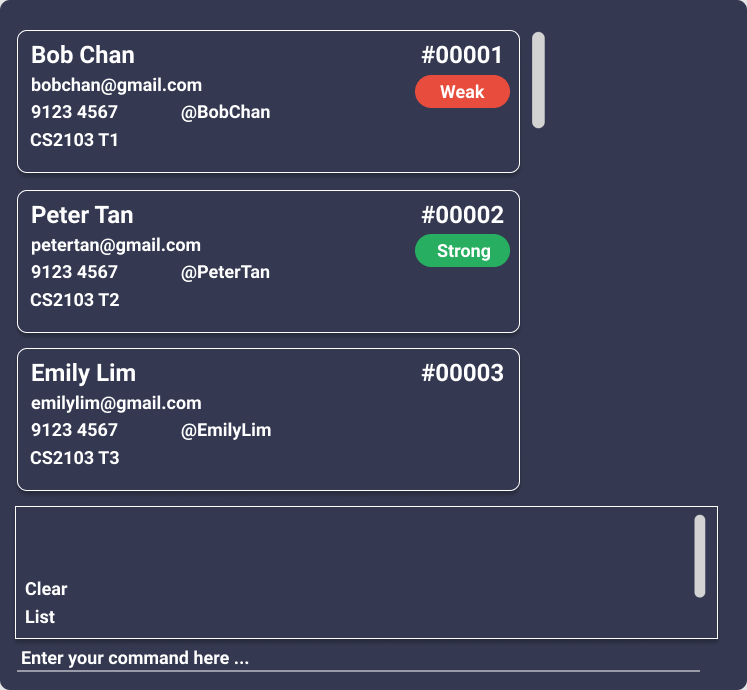 Bob Chan #00001
bobchan@gmail.com
Weak
9123 4567 @BobChan
CS2103 T1
Peter Tan #00002
petertan@gmail.com
Strong
9123 4567 @PeterTan
CS2103 T2
Emily Lim #00003
emilylim@gmail.com
9123 4567 @EmilyLim
CS2103 T3
Clear
List
Enter your command here ...